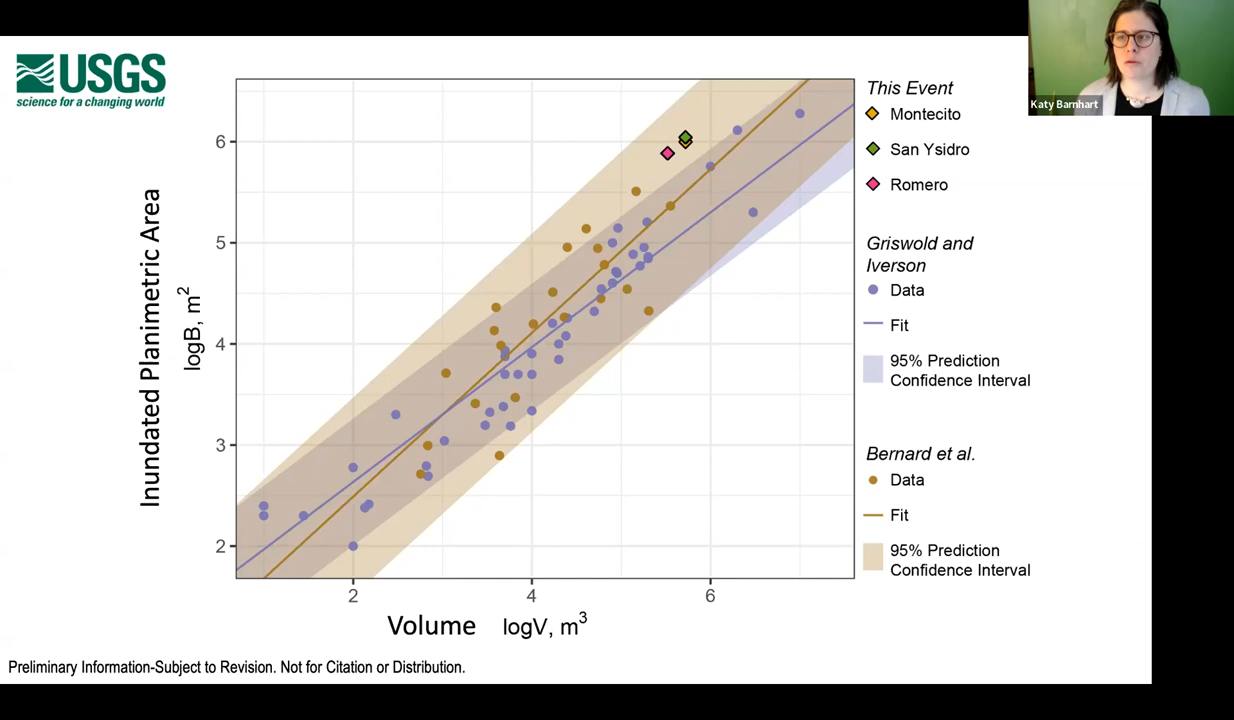 USGS
science for a changing world
Katy Barnhart
Inundated Planimetric Area
logB, m²
6
5
4
3
2
2
4
6
Volume logV, m³
This Event
Montecito
San Ysidro
Romero
Griswold and
Iverson
Data
Fit
95% Prediction
Confidence Interval
Bernard et al.
Data
Fit
95% Prediction
Confidence Interval
Preliminary Information-Subject to Revision. Not for Citation or Distribution.